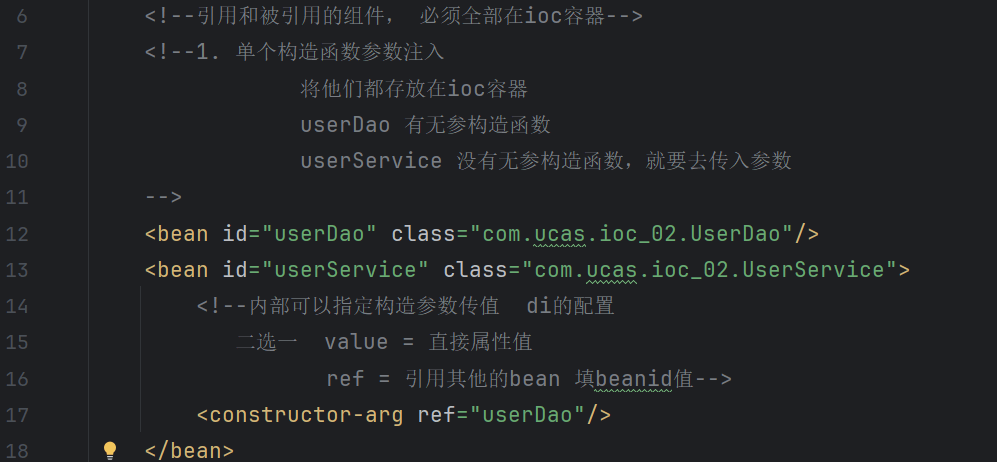 6 <!--引用和被引用的组件， 必须全部在ioc容器-->
7 <!--1. 单个构造函数参数注入
8 将他们都存放在ioc容器
9 userDao 有无参构造函数
10 userService 没有无参构造函数，就要去传入参数
11 -->
12 <bean id="userDao" class="com.ucas.ioc_02.UserDao"/>
13 <bean id="userService" class="com.ucas.ioc_02.UserService">
14 <!--内部可以指定构造参数传值  di的配置
15 二选一  value = 直接属性值
16 ref = 引用其他的bean 填beanid值-->
17 <constructor-arg ref="userDao"/>
18 </bean>